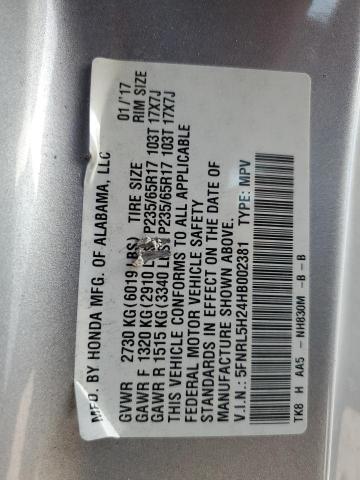 MFG. BY HONDA MFG. OF ALABAMA, LLC 01/'17
GVWR 2730 KG(6019 LBS) TIRE SIZE RIM SIZE
GAWR F 1320 KG(2910 P235/65R17 103T 17X7J
GAWR R 1515 KG(3340 LBS) P235/65R17 103T 17X7J
THIS VEHICLE CONFORMS TO ALL APPLICABLE
FEDERAL MOTOR VEHICLE SAFETY
STANDARDS IN EFFECT ON THE DATE OF
MANUFACTURE SHOWN ABOVE.
V.I.N.: 5FNRL5H24HB002381 TYPE: MPV
TK8 H AA5 - NH830M -B -B